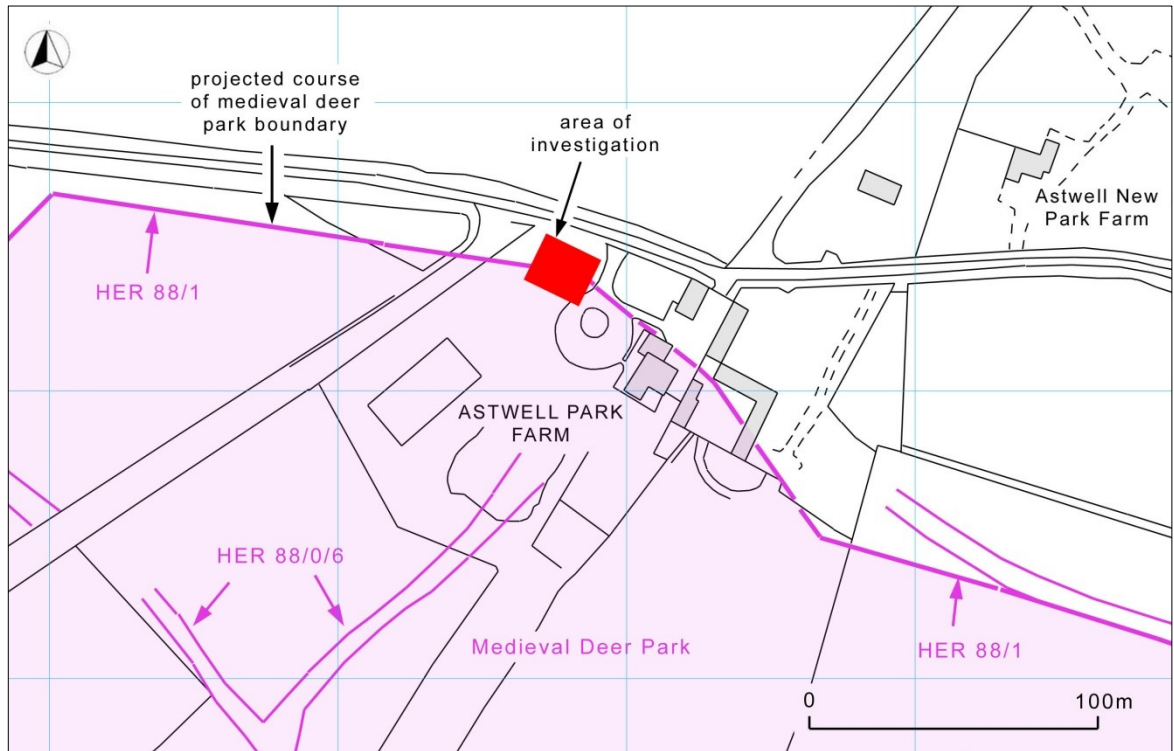 projected course
of medieval deer
park boundary
area of
investigation
Astwell New
Park Farm
HER 88/1
ASTWELL PARK
FARM
HER 88/0/6
Medieval Deer Park
HER 88/1
0
100m